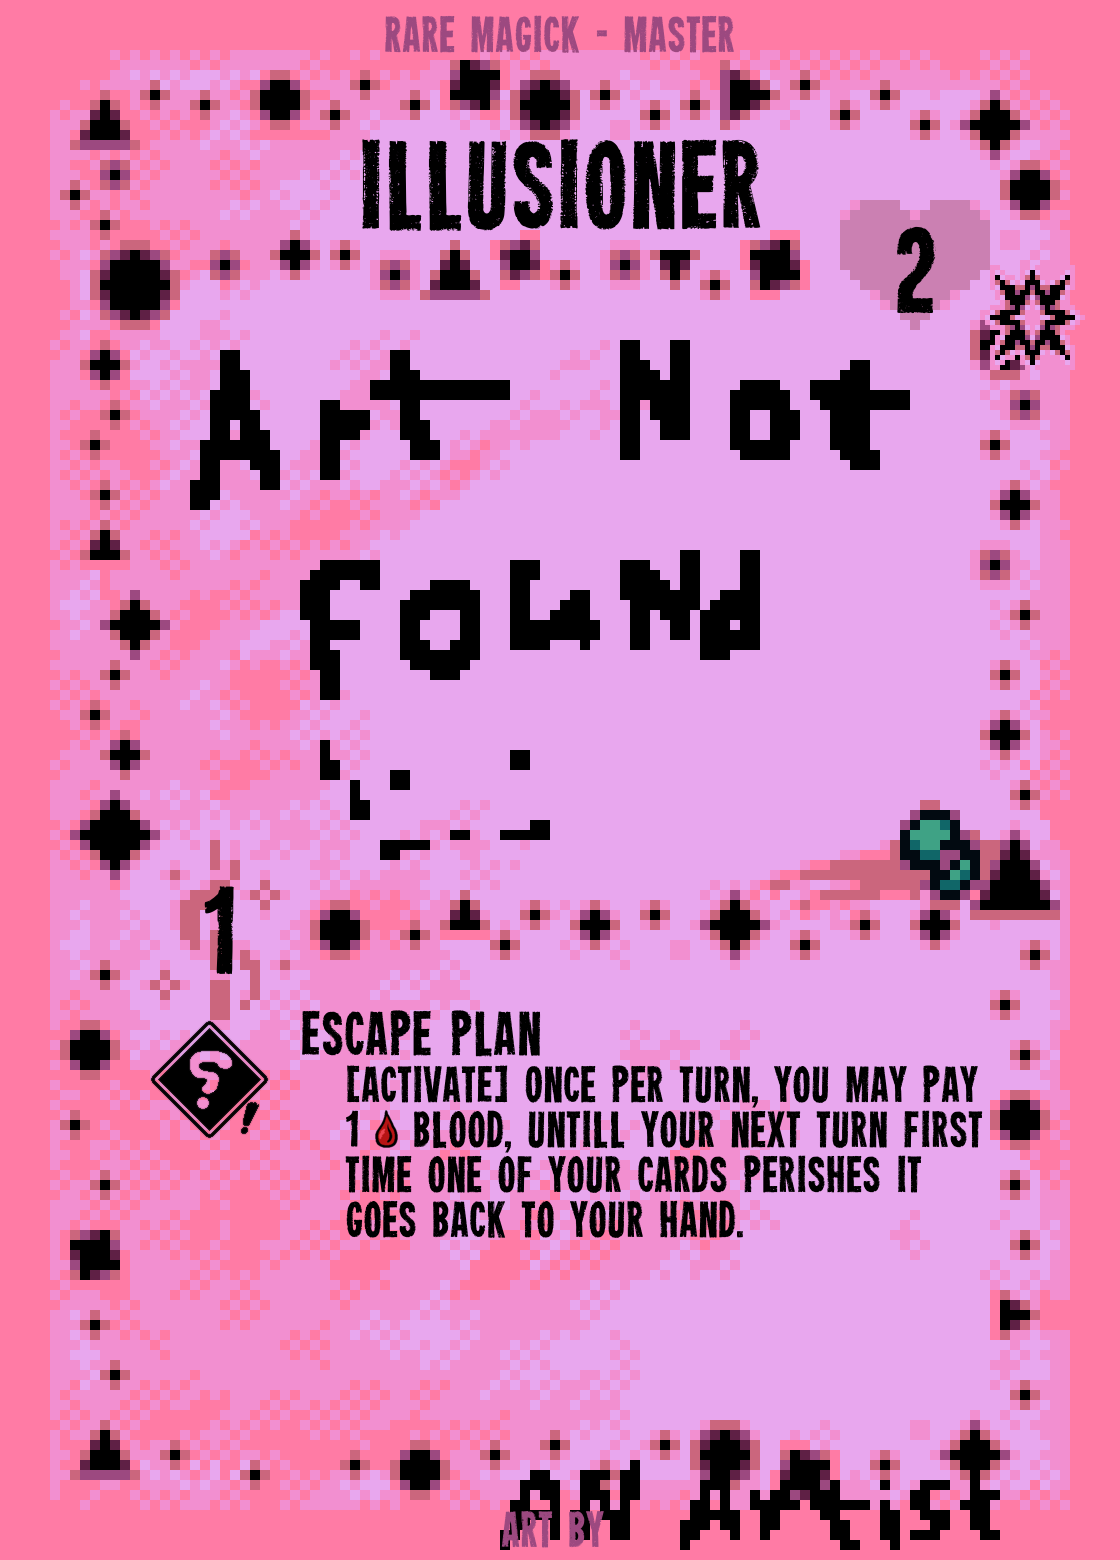 RARE MAGICK - MASTER
ILLUSIONER
2
Art Not
Found
1
?!
ESCAPE PLAN
[ACTIVATE] ONCE PER TURN, YOU MAY PAY
1 🩸 BLOOD, UNTILL YOUR NEXT TURN FIRST
TIME ONE OF YOUR CARDS PERISHES IT
GOES BACK TO YOUR HAND.
AN Artist
ART BY